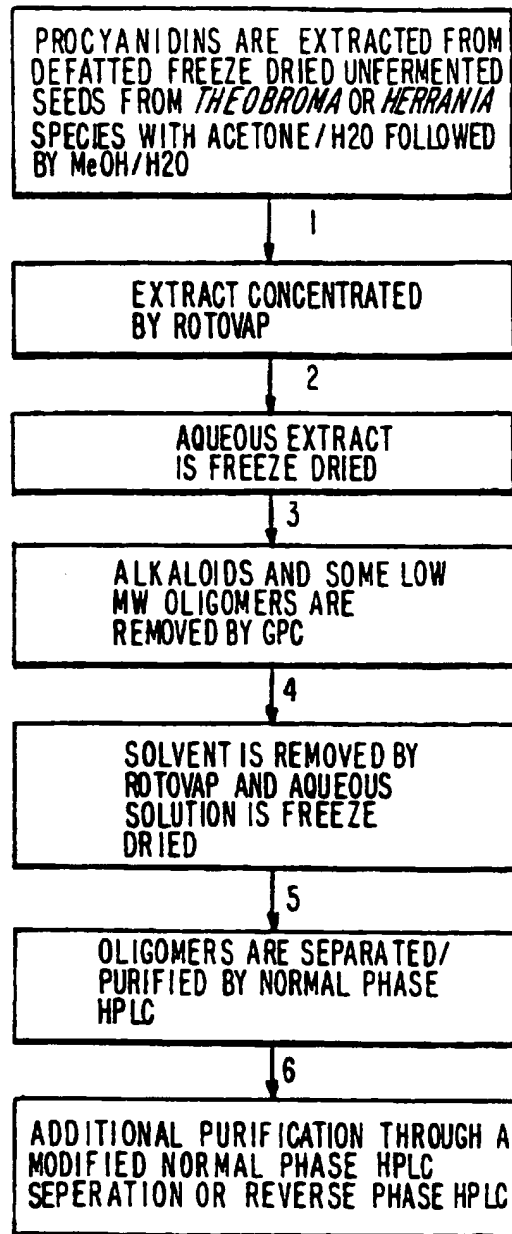 PROCYANIDINS ARE EXTRACTED FROM
DEFATTED FREEZE DRIED UNFERMENTED
SEEDS FROM THEOBROMA OR HERRANIA
SPECIES WITH ACETONE/H2O FOLLOWED
BY MeOH/H2O
1
EXTRACT CONCENTRATED
BY ROTOVAP
2
AQUEOUS EXTRACT
IS FREEZE DRIED
3
ALKALOIDS AND SOME LOW
MW OLIGOMERS ARE
REMOVED BY GPC
4
SOLVENT IS REMOVED BY
ROTOVAP AND AQUEOUS
SOLUTION IS FREEZE
DRIED
5
OLIGOMERS ARE SEPARATED/
PURIFIED BY NORMAL PHASE
HPLC
6
ADDITIONAL PURIFICATION THROUGH A
MODIFIED NORMAL PHASE HPLC
SEPERATION OR REVERSE PHASE HPLC